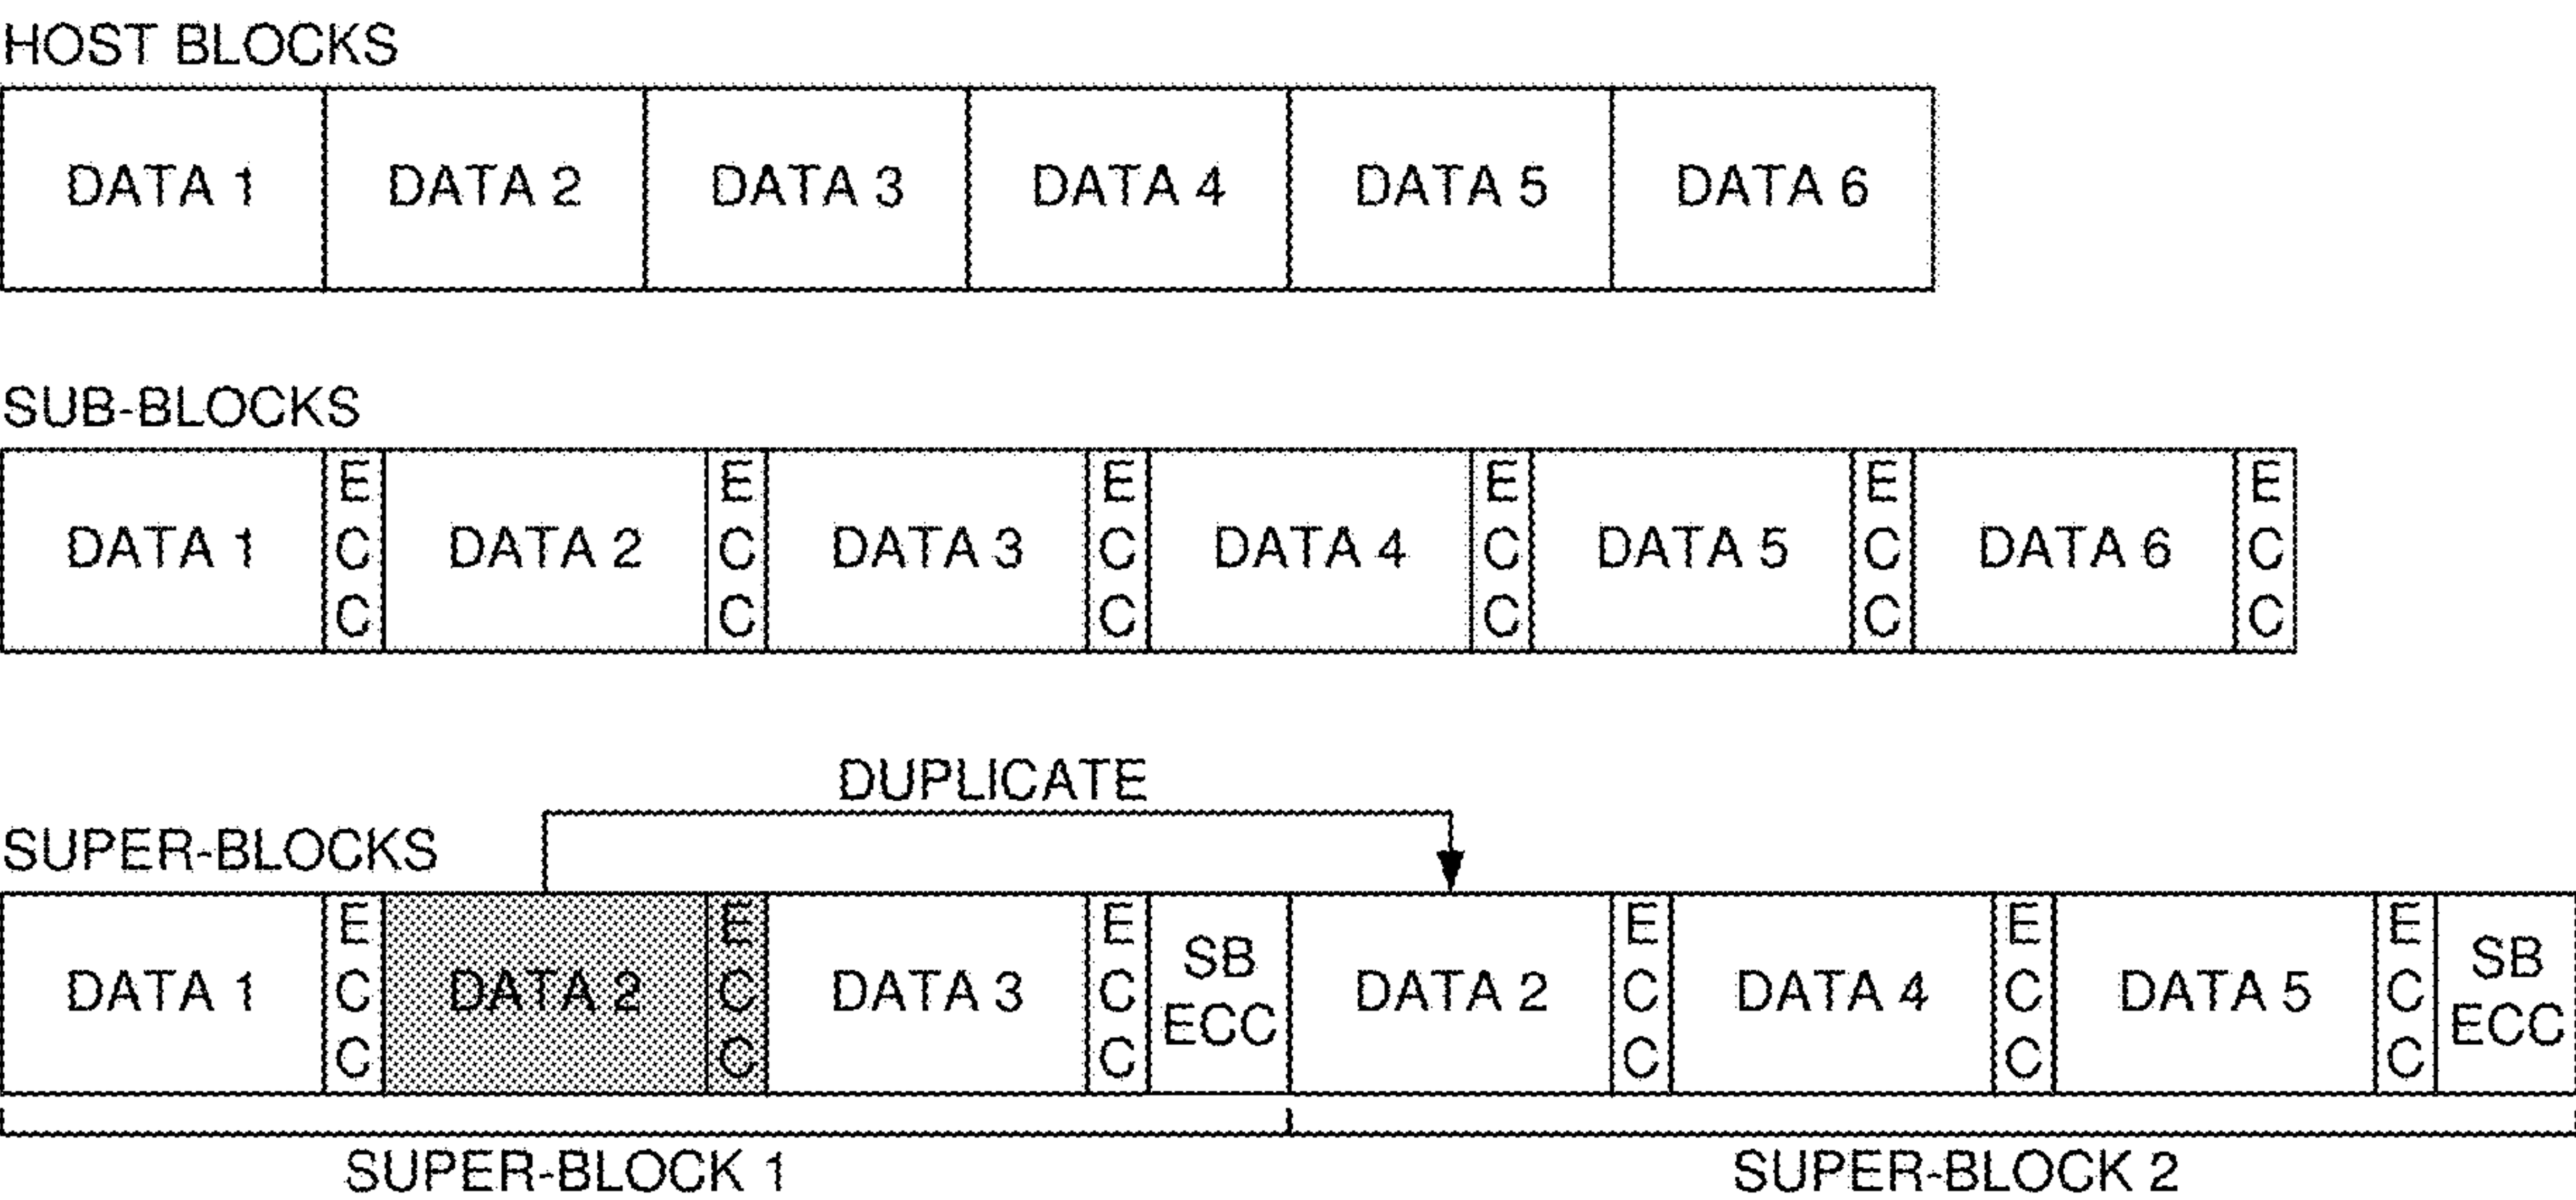 HOST BLOCKS
DATA 1 DATA 2 DATA 3 DATA 4 DATA 5 DATA 6
SUB-BLOCKS
DATA 1 ECC DATA 2 ECC DATA 3 ECC DATA 4 ECC DATA 5 ECC DATA 6 ECC
DUPLICATE
SUPER-BLOCKS
DATA 1 ECC DATA 2 ECC DATA 3 ECC SB ECC DATA 2 ECC DATA 4 ECC DATA 5 ECC SB ECC
SUPER-BLOCK 1 SUPER-BLOCK 2